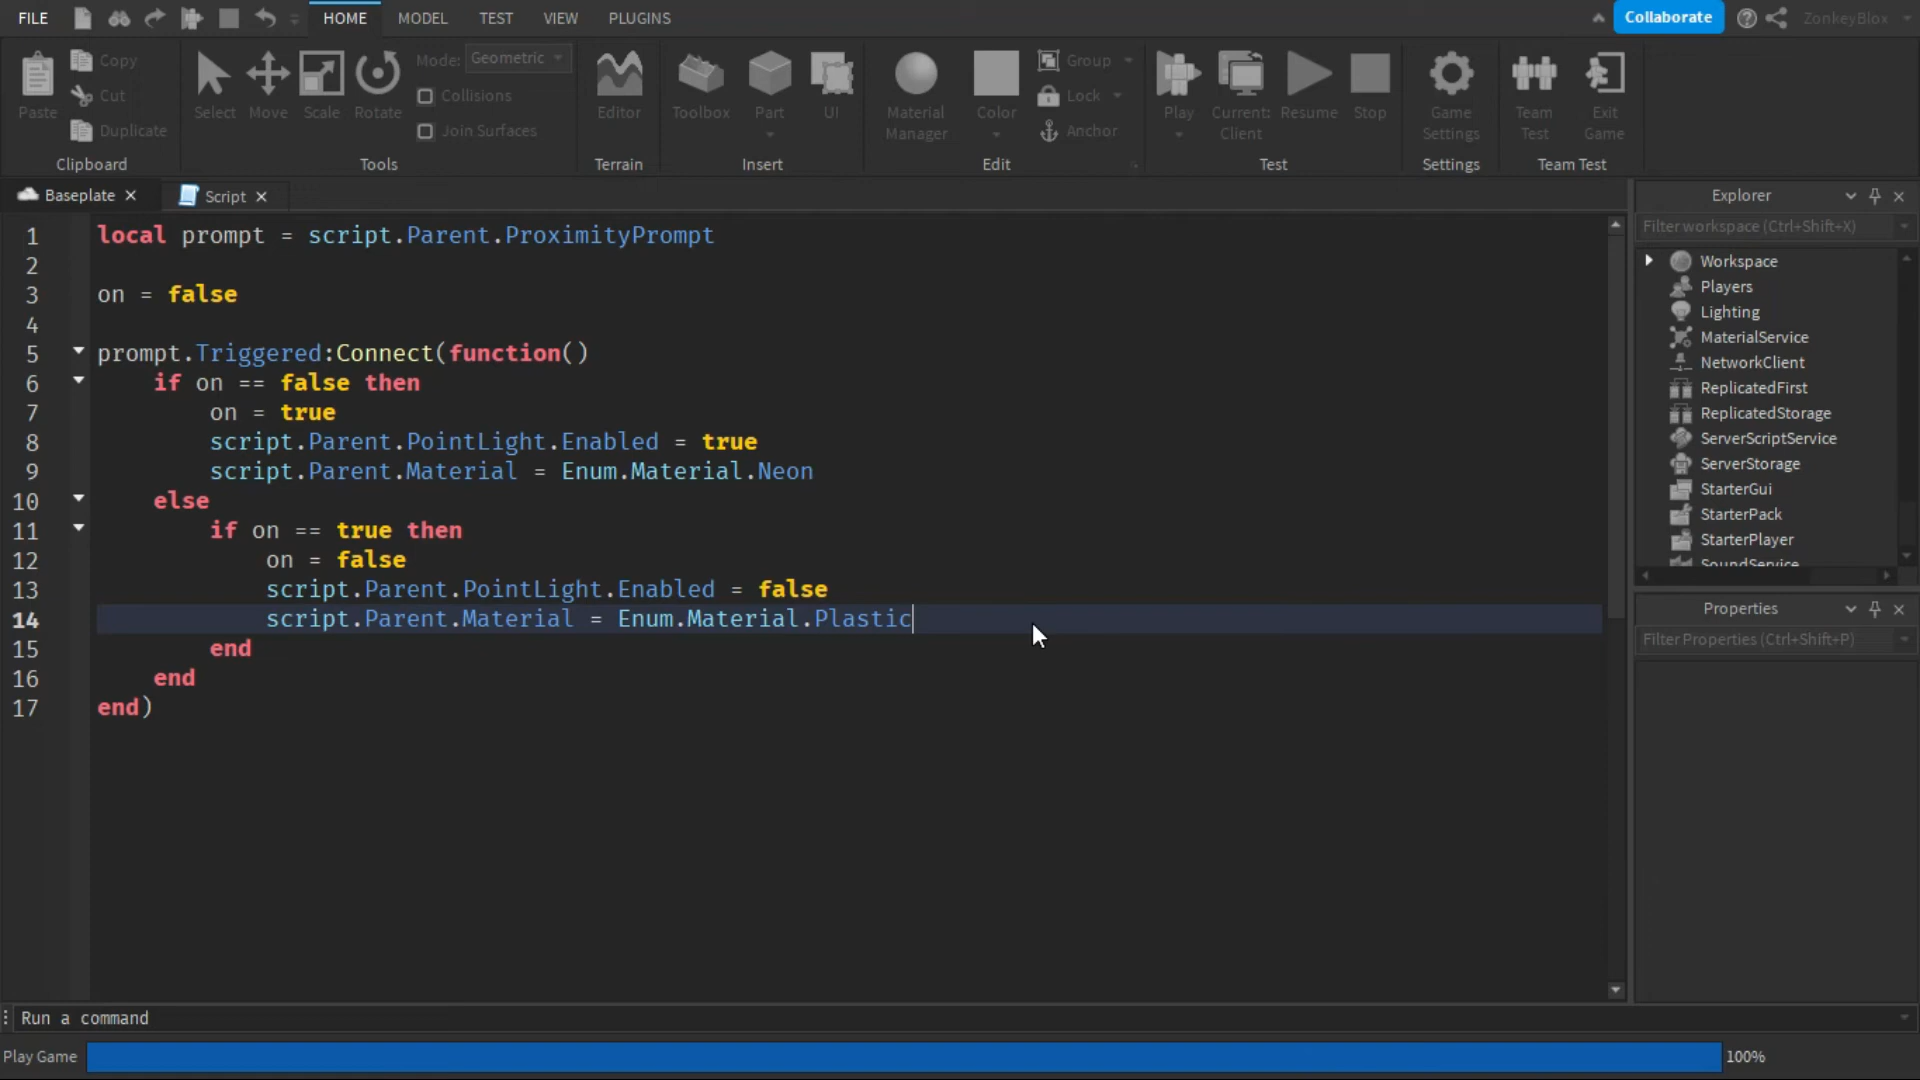 FILE HOME MODEL TEST VIEW PLUGINS Collaborate ZonkeyBlox
Paste Copy Cut Duplicate Clipboard
Select Move Scale Rotate Mode: Geometric Collisions Join Surfaces Tools
Editor Terrain
Toolbox Part UI Insert
Material Manager Color Group Lock Anchor Edit
Play Current: Client Resume Stop Test
Game Settings Settings
Team Test Exit Game Team Test
Baseplate Script
1 local prompt = script.Parent.ProximityPrompt
2
3 on = false
4
5 prompt.Triggered:Connect(function()
6 if on == false then
7 on = true
8 script.Parent.PointLight.Enabled = true
9 script.Parent.Material = Enum.Material.Neon
10 else
11 if on == true then
12 on = false
13 script.Parent.PointLight.Enabled = false
14 script.Parent.Material = Enum.Material.Plastic
15 end
16 end
17 end)
Explorer
Filter workspace (Ctrl+Shift+X)
Workspace
Players
Lighting
MaterialService
NetworkClient
ReplicatedFirst
ReplicatedStorage
ServerScriptService
ServerStorage
StarterGui
StarterPack
StarterPlayer
SoundService
Properties
Filter Properties (Ctrl+Shift+P)
Run a command
Play Game 100%